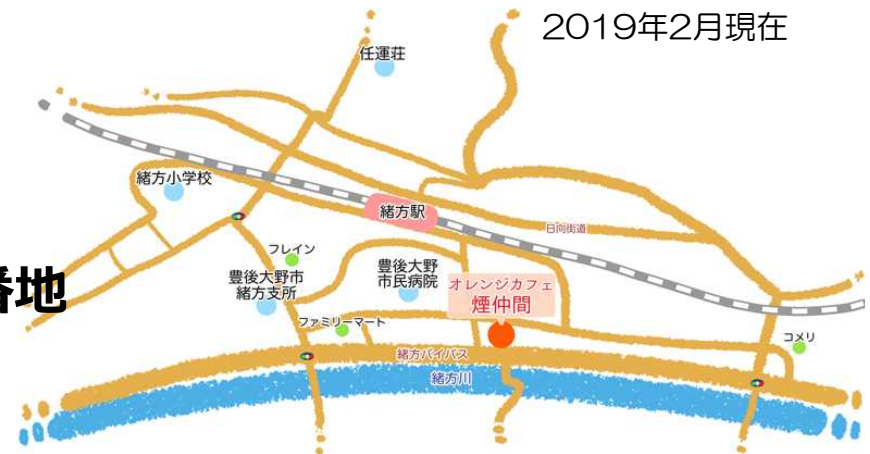 2019年2月現在
任運荘
緒方小学校
緒方駅
日向街道
フレイン
豊後大野市
緒方支所
豊後大野
市民病院
オレンジカフェ
煙仲間
番地
ファミリーマート
コメリ
緒方バイパス
緒方川